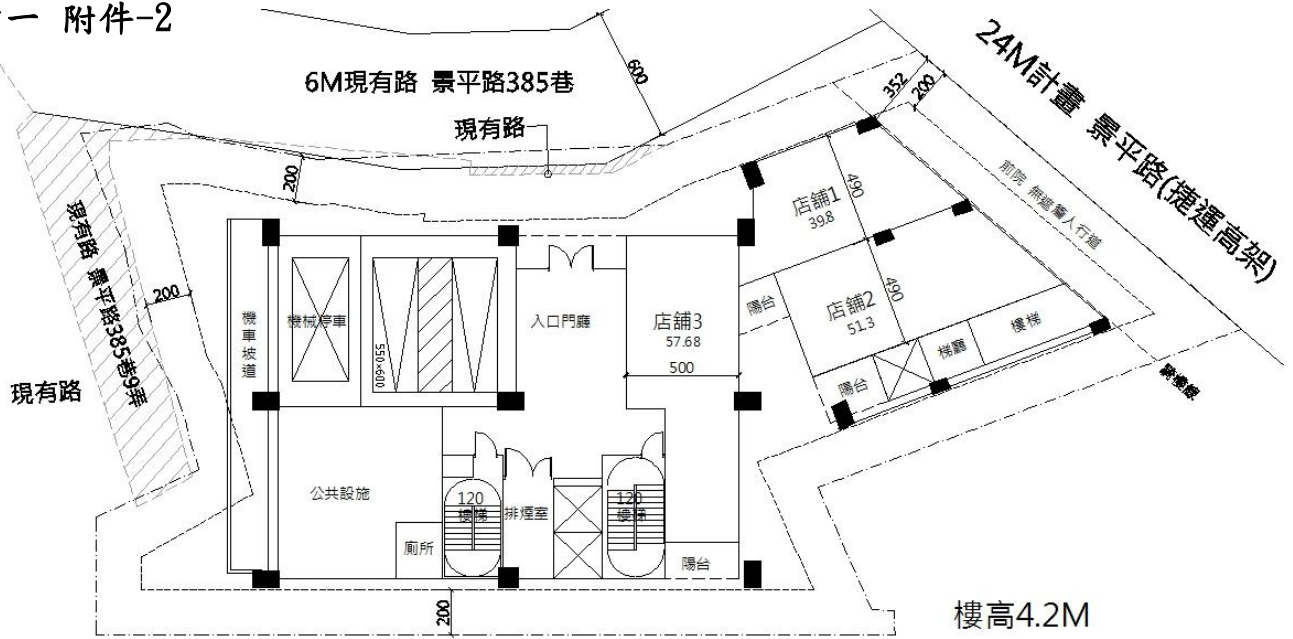 一 附件-2
6M現有路 景平路385巷
600
現有路
24M計畫 景平路(捷運高架)
352
200
前院 無遮簷人行道
200
店舖1
39.8
490
現有路 景平路385巷9弄
200
機車坡道
機械停車
550×600
入口門廳
店舖3
57.68
500
陽台
店舖2
51.3
490
樓梯
梯廳
陽台
現有路
公共設施
120
樓梯
排煙室
120
樓梯
廁所
陽台
200
樓高4.2M